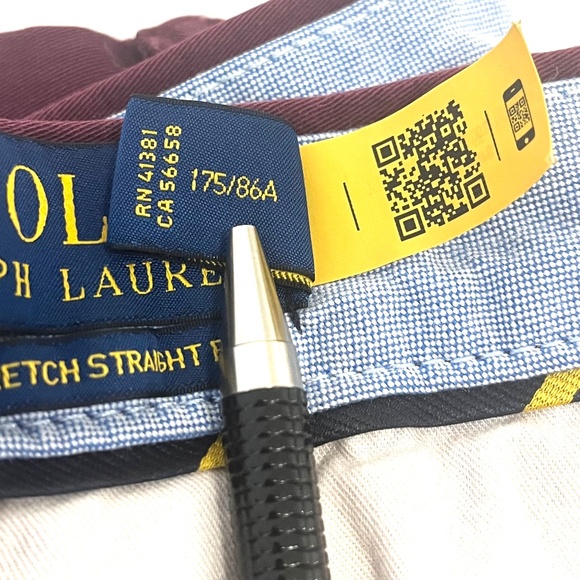 OL
PH LAURE
ETCH STRAIGHT F
RN 41381
CA 56658
175/86A